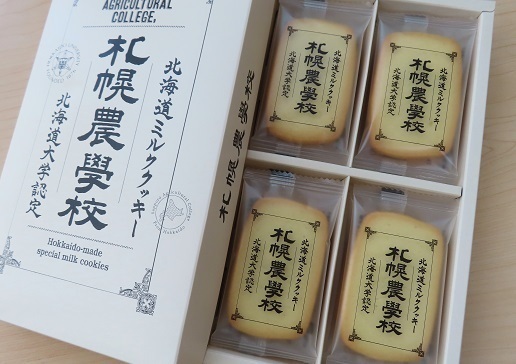 AGRICULTURAL
COLLEGE,
北海道ミルククッキー
札幌農學校
北海道大学認定
Hokkaido-made
special milk cookies
札幌農學校
北海道ミルククッキー
札幌農學校
北海道大学認定
北海道ミルククッキー
札幌農學校
北海道大学認定
北海道ミルククッキー
札幌農學校
北海道大学認定
北海道ミルククッキー
札幌農學校
北海道大学認定